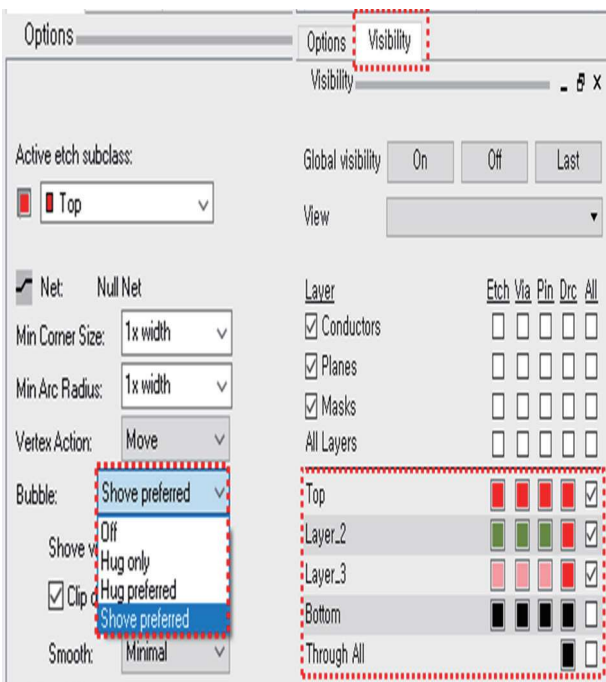 Options
Active etch subclass:
Top
Net: Null Net
Min Corner Size: 1x width
Min Arc Radius: 1x width
Vertex Action: Move
Bubble: Shove preferred
Off
Hug only
Hug preferred
Shove preferred
Shove v
Clip d
Smooth: Minimal
Options Visibility
Visibility
Global visibility On Off Last
View
Layer Etch Via Pin Drc All
Conductors
Planes
Masks
All Layers
Top
Layer_2
Layer_3
Bottom
Through All